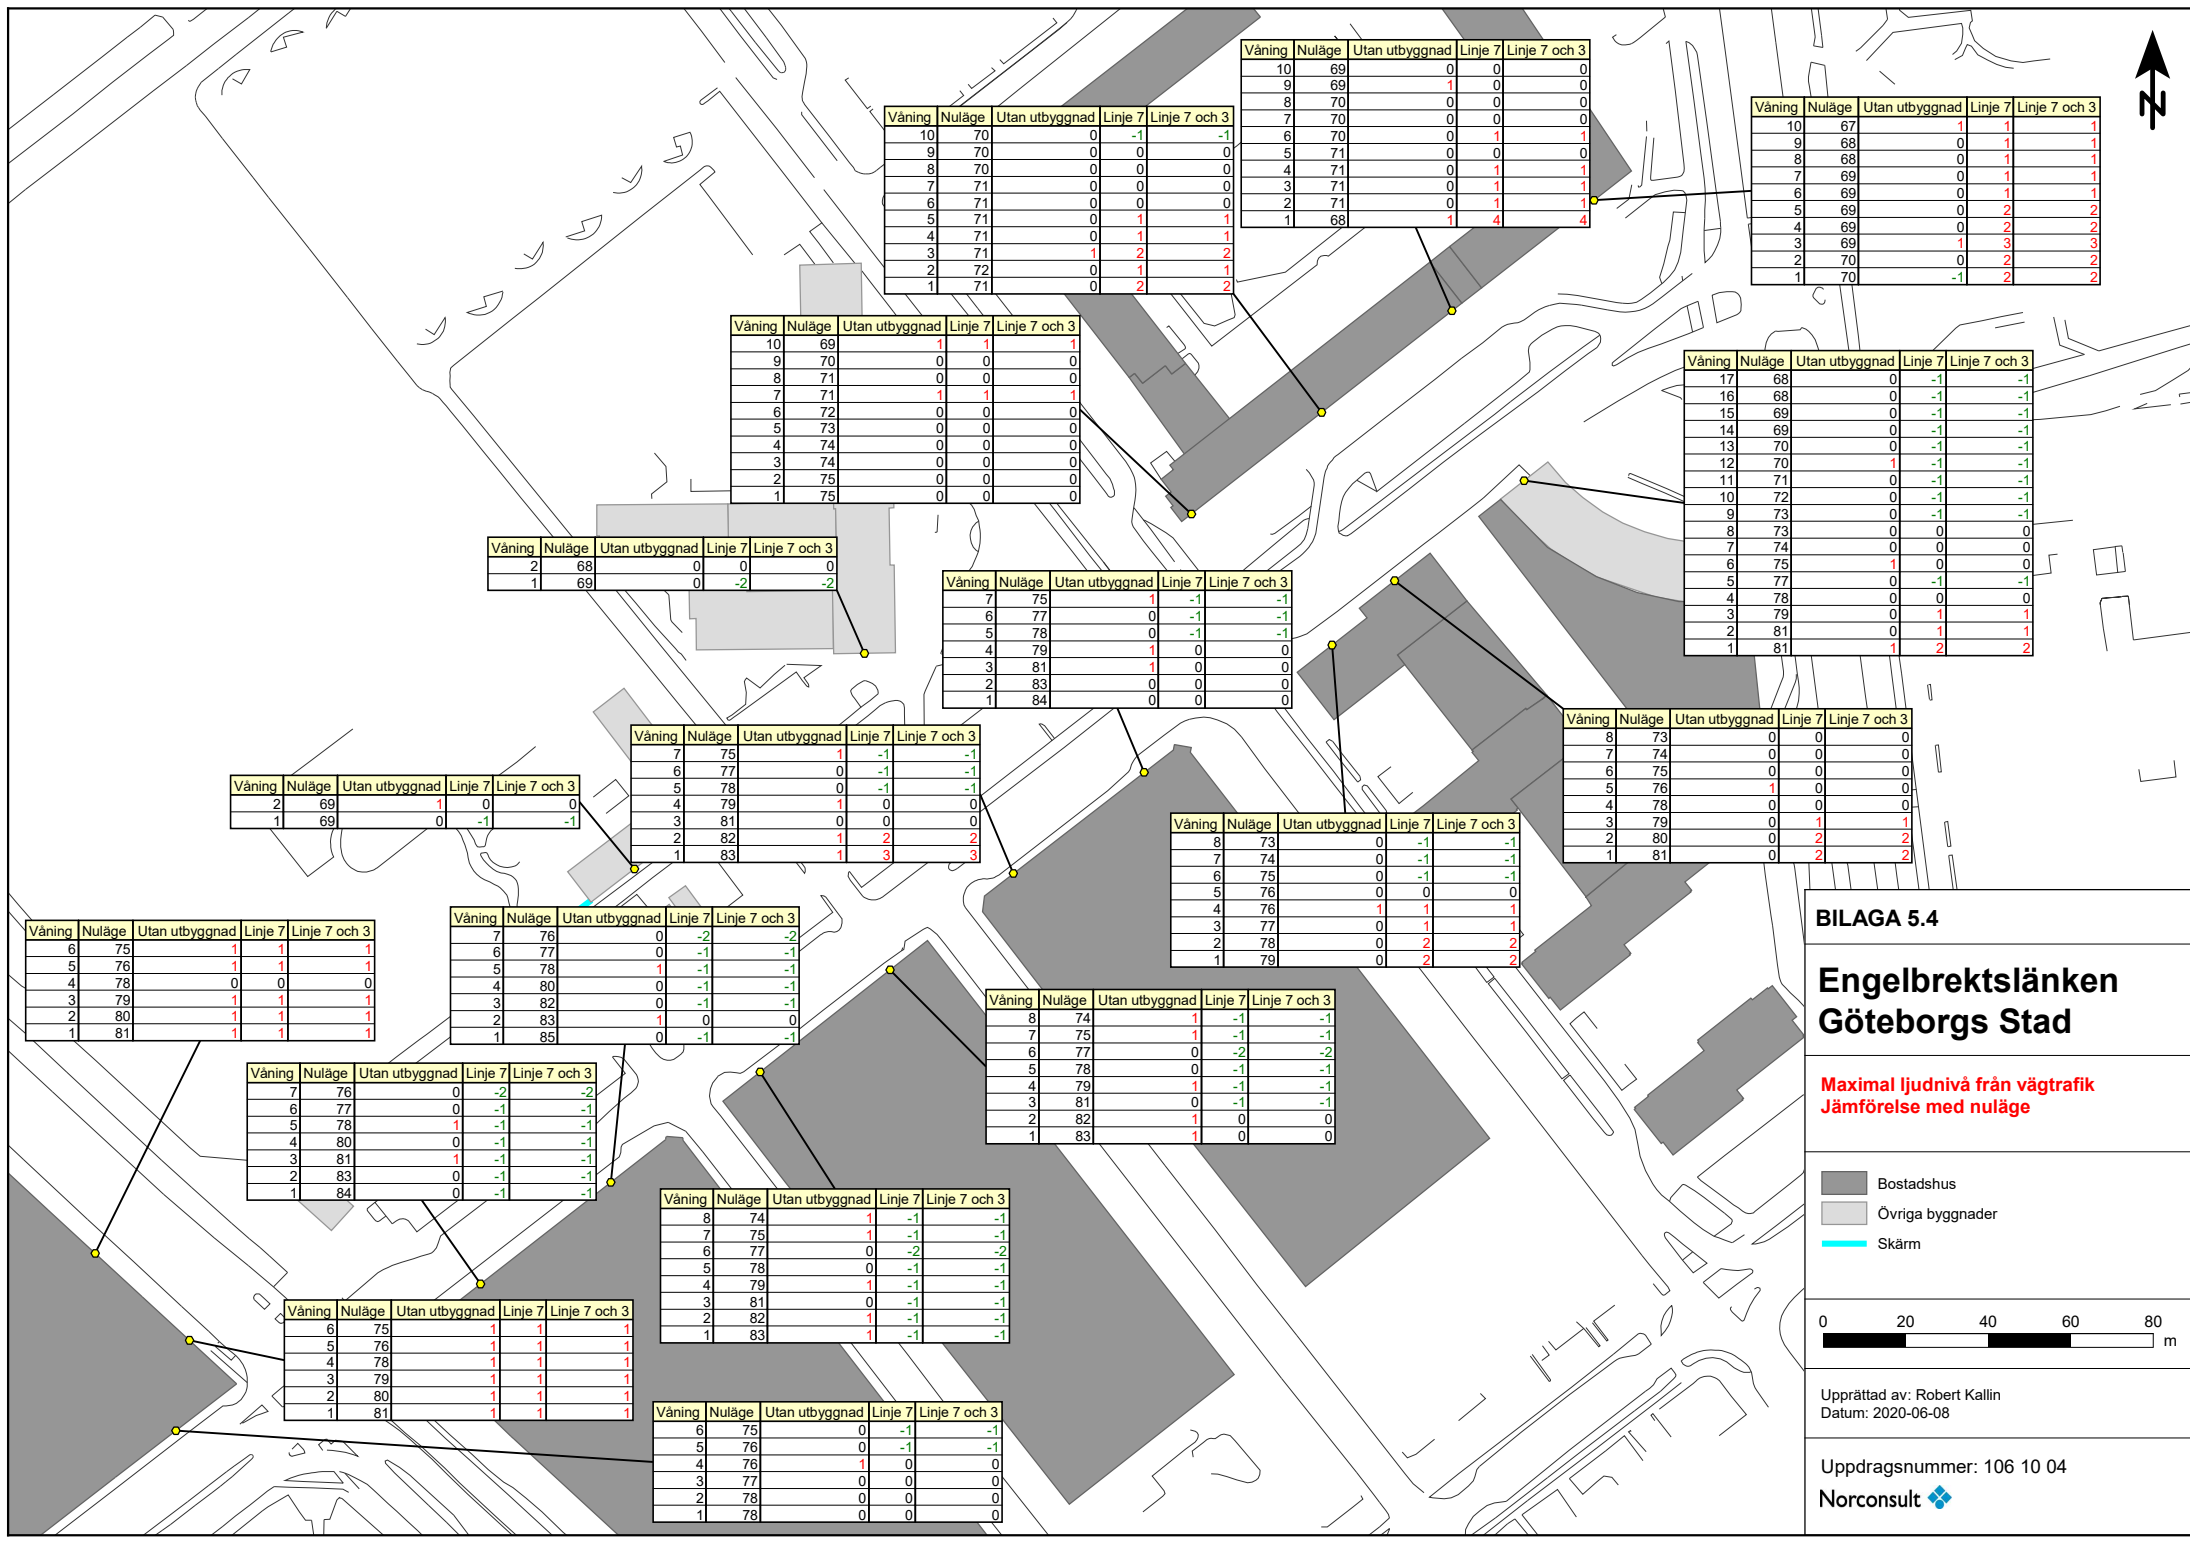 Våning Nuläge Utan utbyggnad Linje 7 Linje 7 och 3
10 69 0 0 0
9 69 1 0 0
8 70 0 0 0
7 70 0 0 0
6 70 0 1 1
5 71 0 0 0
4 71 0 1 1
3 71 0 1 1
2 71 0 1 1
1 68 1 4 4
Våning Nuläge Utan utbyggnad Linje 7 Linje 7 och 3
10 67 1 1 1
9 68 0 1 1
8 68 0 1 1
7 69 0 1 1
6 69 0 1 1
5 69 0 2 2
4 69 0 2 2
3 69 1 3 3
2 70 0 2 2
1 70 -1 2 2
Våning Nuläge Utan utbyggnad Linje 7 Linje 7 och 3
10 70 0 -1 -1
9 70 0 0 0
8 70 0 0 0
7 71 0 0 0
6 71 0 0 0
5 71 0 1 1
4 71 0 1 1
3 71 1 2 2
2 72 0 1 1
1 71 0 2 2
Våning Nuläge Utan utbyggnad Linje 7 Linje 7 och 3
10 69 1 1 1
9 70 0 0 0
8 71 0 0 0
7 71 1 1 1
6 72 0 0 0
5 73 0 0 0
4 74 0 0 0
3 74 0 0 0
2 75 0 0 0
1 75 0 0 0
Våning Nuläge Utan utbyggnad Linje 7 Linje 7 och 3
17 68 0 -1 -1
16 68 0 -1 -1
15 69 0 -1 -1
14 69 0 -1 -1
13 70 0 -1 -1
12 70 1 -1 -1
11 71 0 -1 -1
10 72 0 -1 -1
9 73 0 -1 -1
8 73 0 0 0
7 74 0 0 0
6 75 1 0 0
5 77 0 -1 -1
4 78 0 0 0
3 79 0 1 1
2 81 0 1 1
1 81 1 2 2
Våning Nuläge Utan utbyggnad Linje 7 Linje 7 och 3
2 68 0 0 0
1 69 0 -2 -2
Våning Nuläge Utan utbyggnad Linje 7 Linje 7 och 3
7 75 1 -1 -1
6 77 0 -1 -1
5 78 0 -1 -1
4 79 1 0 0
3 81 1 0 0
2 83 0 0 0
1 84 0 0 0
Våning Nuläge Utan utbyggnad Linje 7 Linje 7 och 3
8 73 0 0 0
7 74 0 0 0
6 75 0 0 0
5 76 1 0 0
4 78 0 0 0
3 79 0 1 1
2 80 0 2 2
1 81 0 2 2
Våning Nuläge Utan utbyggnad Linje 7 Linje 7 och 3
7 75 1 -1 -1
6 77 0 -1 -1
5 78 0 -1 -1
4 79 1 0 0
3 81 0 0 0
2 82 1 2 2
1 83 1 3 3
Våning Nuläge Utan utbyggnad Linje 7 Linje 7 och 3
2 69 1 0 0
1 69 0 -1 -1
Våning Nuläge Utan utbyggnad Linje 7 Linje 7 och 3
8 73 0 -1 -1
7 74 0 -1 -1
6 75 0 -1 -1
5 76 0 0 0
4 76 1 1 1
3 77 0 1 1
2 78 0 2 2
1 79 0 2 2
Våning Nuläge Utan utbyggnad Linje 7 Linje 7 och 3
6 75 1 1 1
5 76 1 1 1
4 78 0 0 0
3 79 1 1 1
2 80 1 1 1
1 81 1 1 1
Våning Nuläge Utan utbyggnad Linje 7 Linje 7 och 3
7 76 0 -2 -2
6 77 0 -1 -1
5 78 1 -1 -1
4 80 0 -1 -1
3 82 0 -1 -1
2 83 1 0 0
1 85 0 -1 -1
Våning Nuläge Utan utbyggnad Linje 7 Linje 7 och 3
8 74 1 -1 -1
7 75 1 -1 -1
6 77 0 -2 -2
5 78 0 -1 -1
4 79 1 -1 -1
3 81 0 -1 -1
2 82 1 0 0
1 83 1 0 0
Våning Nuläge Utan utbyggnad Linje 7 Linje 7 och 3
7 76 0 -2 -2
6 77 0 -1 -1
5 78 1 -1 -1
4 80 0 -1 -1
3 81 1 -1 -1
2 83 0 -1 -1
1 84 0 -1 -1
Våning Nuläge Utan utbyggnad Linje 7 Linje 7 och 3
8 74 1 -1 -1
7 75 1 -1 -1
6 77 0 -2 -2
5 78 0 -1 -1
4 79 1 -1 -1
3 81 0 -1 -1
2 82 1 -1 -1
1 83 1 -1 -1
Våning Nuläge Utan utbyggnad Linje 7 Linje 7 och 3
6 75 1 1 1
5 76 1 1 1
4 78 1 1 1
3 79 1 1 1
2 80 1 1 1
1 81 1 1 1
Våning Nuläge Utan utbyggnad Linje 7 Linje 7 och 3
6 75 0 -1 -1
5 76 0 -1 -1
4 76 1 0 0
3 77 0 0 0
2 78 0 0 0
1 78 0 0 0
N
BILAGA 5.4
Engelbrektslänken
Göteborgs Stad
Maximal ljudnivå från vägtrafik
Jämförelse med nuläge
Bostadshus
Övriga byggnader
Skärm
0 20 40 60 80
m
Upprättad av: Robert Kallin
Datum: 2020-06-08
Uppdragsnummer: 106 10 04
Norconsult